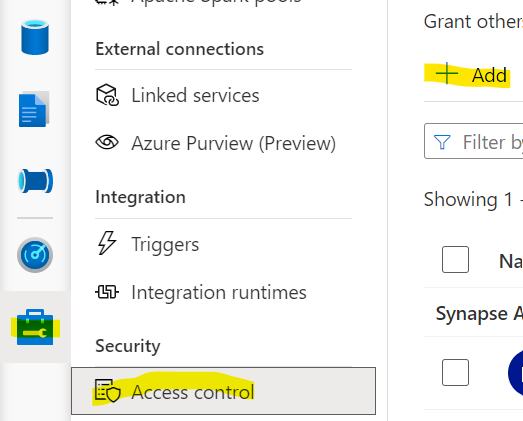 Apache Spark pools
External connections
Linked services
Azure Purview (Preview)
Integration
Triggers
Integration runtimes
Security
Access control
Grant other
Add
Filter by
Showing 1 -
Na
Synapse A